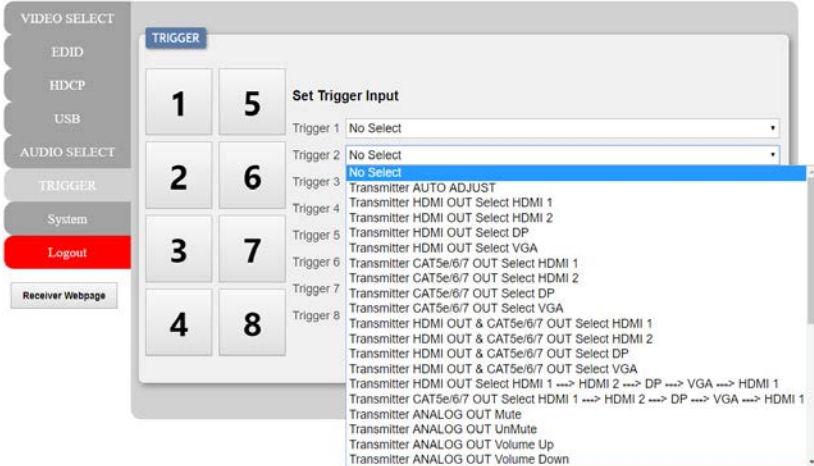 VIDEO SELECT
EDID
HDCP
USB
AUDIO SELECT
TRIGGER
System
Logout
Receiver Webpage
TRIGGER
1
5
2
6
3
7
4
8
Set Trigger Input
Trigger 1 No Select
Trigger 2 No Select
Trigger 3
Trigger 4
Trigger 5
Trigger 6
Trigger 7
Trigger 8
No Select
Transmitter AUTO ADJUST
Transmitter HDMI OUT Select HDMI 1
Transmitter HDMI OUT Select HDMI 2
Transmitter HDMI OUT Select DP
Transmitter HDMI OUT Select VGA
Transmitter CAT5e/6/7 OUT Select HDMI 1
Transmitter CAT5e/6/7 OUT Select HDMI 2
Transmitter CAT5e/6/7 OUT Select DP
Transmitter CAT5e/6/7 OUT Select VGA
Transmitter HDMI OUT & CAT5e/6/7 OUT Select HDMI 1
Transmitter HDMI OUT & CAT5e/6/7 OUT Select HDMI 2
Transmitter HDMI OUT & CAT5e/6/7 OUT Select DP
Transmitter HDMI OUT & CAT5e/6/7 OUT Select VGA
Transmitter HDMI OUT Select HDMI 1 ---> HDMI 2 ---> DP ---> VGA ---> HDMI 1
Transmitter CAT5e/6/7 OUT Select HDMI 1 ---> HDMI 2 ---> DP ---> VGA ---> HDMI 1
Transmitter ANALOG OUT Mute
Transmitter ANALOG OUT UnMute
Transmitter ANALOG OUT Volume Up
Transmitter ANALOG OUT Volume Down